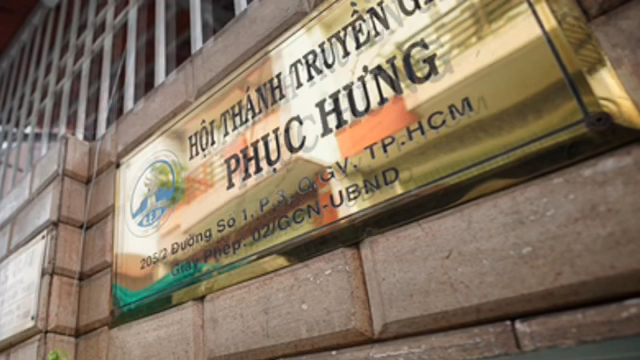 HỘI THÁNH TRUYỀN GI
PHỤC HƯNG
205/2 Đường Số 1, P.3, Q.GV, TP.HCM
Giấy Phép: 02/GCN-UBND